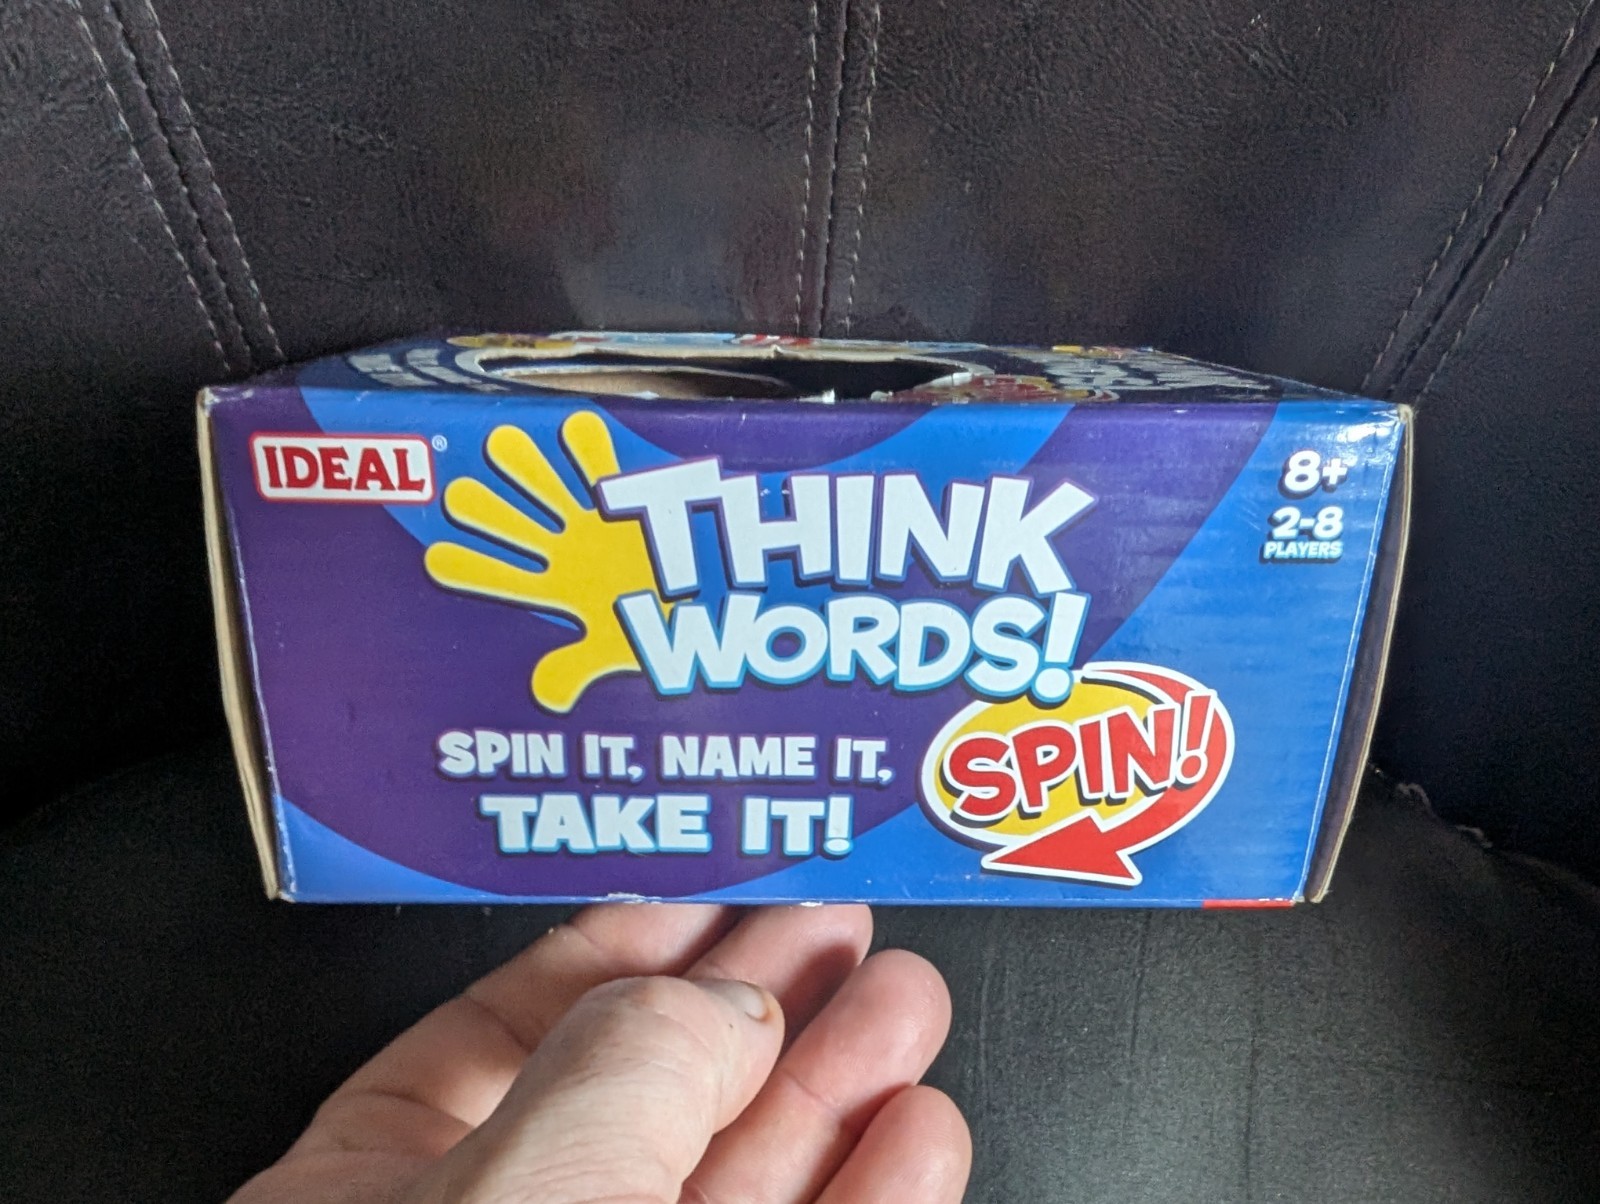 IDEAL®
THINK
WORDS!
SPIN IT, NAME IT,
TAKE IT!
SPIN!
8+
2-8
PLAYERS